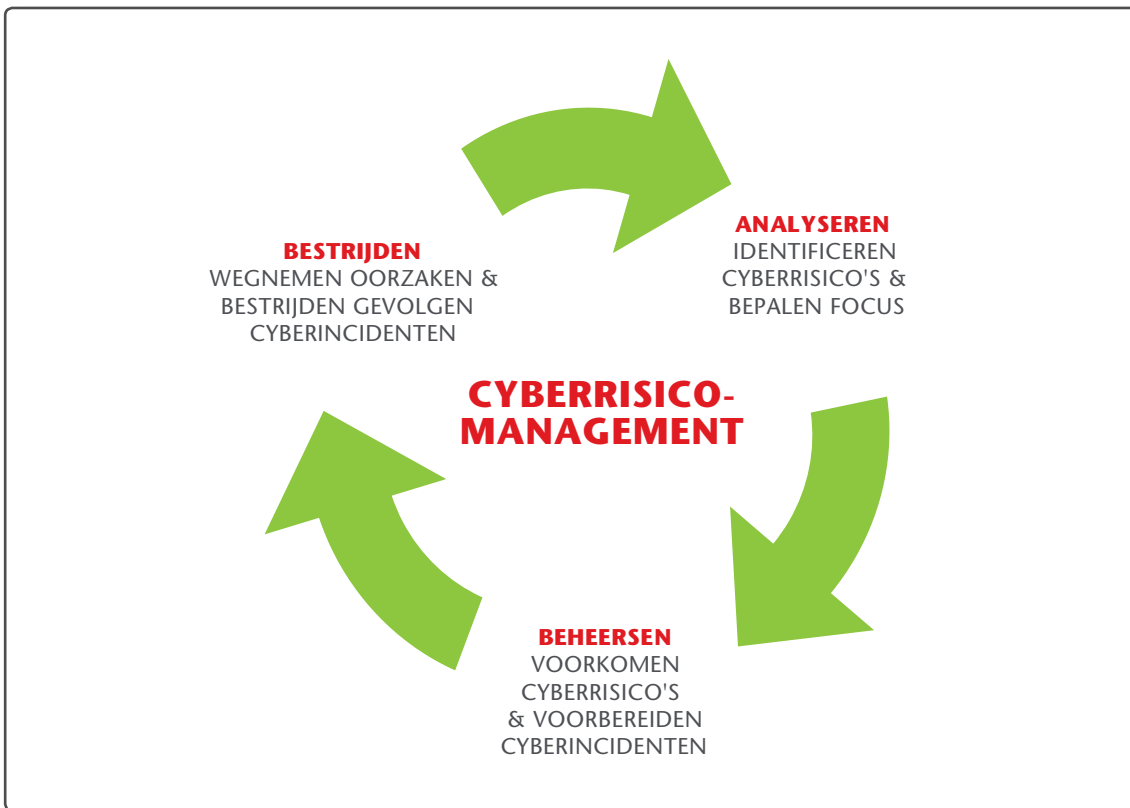 BESTRIJDEN
WEGNEMEN OORZAKEN &
BESTRIJDEN GEVOLGEN
CYBERINCIDENTEN
ANALYSEREN
IDENTIFICEREN
CYBERRISICO'S &
BEPALEN FOCUS
CYBERRISICO-
MANAGEMENT
BEHEERSEN
VOORKOMEN
CYBERRISICO'S
& VOORBEREIDEN
CYBERINCIDENTEN